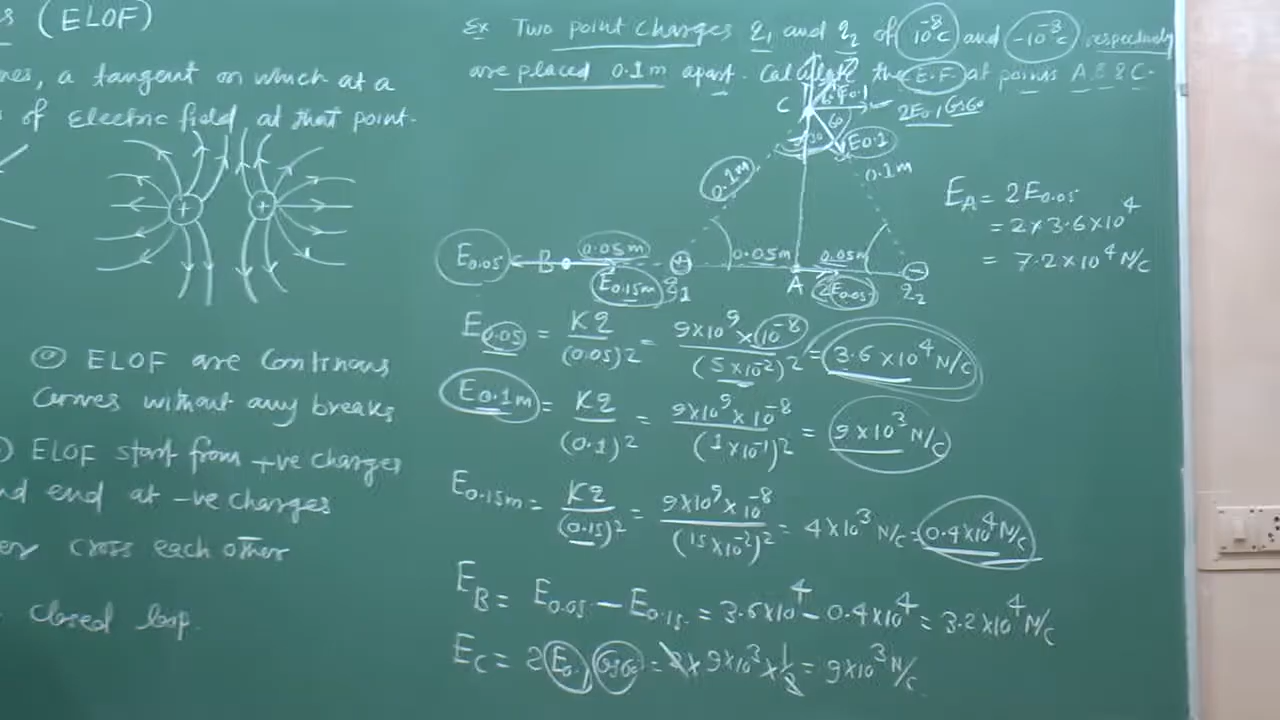 s (ELOF)
nes, a tangent on which at a
s of Electric field at that point.
+ +
ELOF are Continous
Curves without any breaks
) ELOF start from +ve charges
nd end at -ve charges
cross each other
closed loop
Ex Two point Charges q1 and q2 of 10^-8 C and -10^-8 C respectively
are placed 0.1m apart. Calculate the E.F at points A B & C.
C E0.1 2E0.1 Cos60
60 30 E0.1
0.1m 0.1m
E0.05 B 0.05m + 0.05m 0.05m -
E0.15m q1 A 2E0.05 q2
EA = 2E0.05
= 2×3.6×10^4
= 7.2×10^4 N/C
E0.05 = Kq/(0.05)2 = 9×10^9×10^-8/(5×10^-2)^2 = 3.6×10^4 N/C
E0.1m = Kq/(0.1)2 = 9×10^9×10^-8/(1×10^-1)^2 = 9×10^3 N/C
E0.15m = Kq/(0.15)2 = 9×10^9×10^-8/(15×10^-2)^2 = 4×10^3 N/C = 0.4×10^4 N/C
EB = E0.05 - E0.15 = 3.6×10^4 - 0.4×10^4 = 3.2×10^4 N/C
EC = 2E0.1 Cos60 = 2×9×10^3×1/2 = 9×10^3 N/C